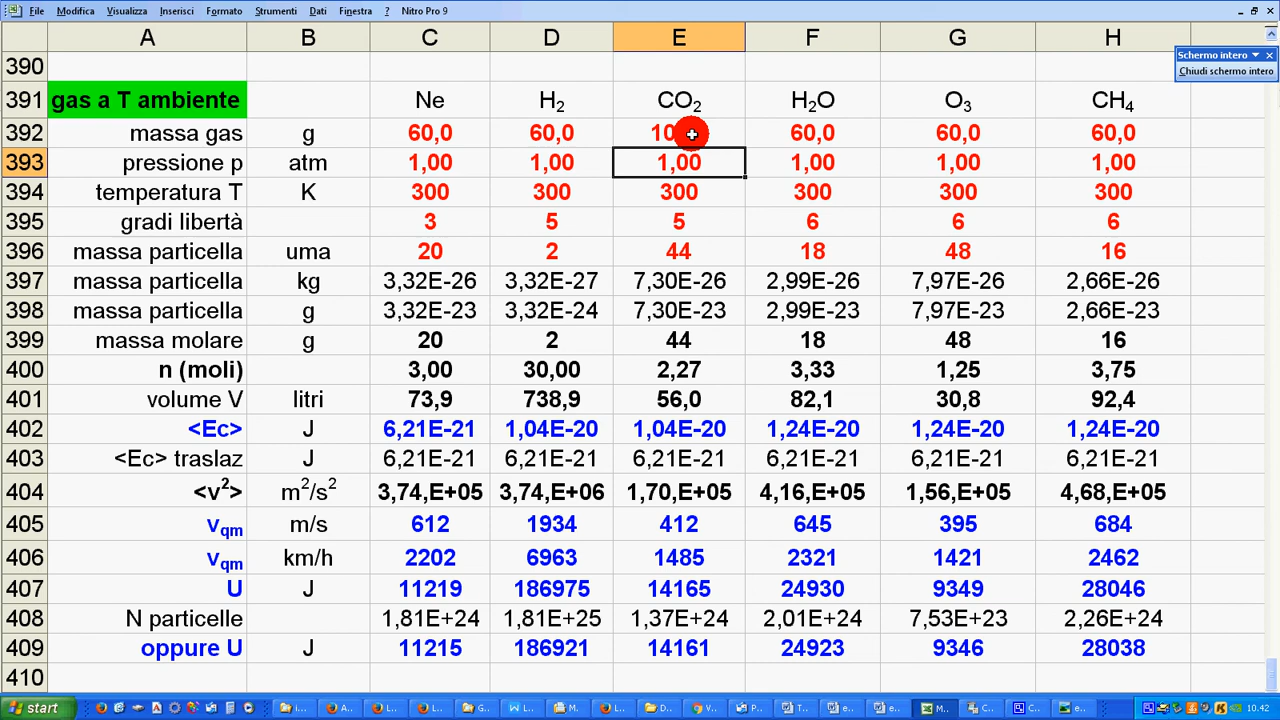 File Modifica Visualizza Inserisci Formato Strumenti Dati Finestra ? Nitro Pro 9
A B C D E F G H
Schermo intero
Chiudi schermo intero
390
391 gas a T ambiente Ne H₂ CO₂ H₂O O₃ CH₄
392 massa gas g 60,0 60,0 10 60,0 60,0 60,0
393 pressione p atm 1,00 1,00 1,00 1,00 1,00 1,00
394 temperatura T K 300 300 300 300 300 300
395 gradi libertà 3 5 5 6 6 6
396 massa particella uma 20 2 44 18 48 16
397 massa particella kg 3,32E-26 3,32E-27 7,30E-26 2,99E-26 7,97E-26 2,66E-26
398 massa particella g 3,32E-23 3,32E-24 7,30E-23 2,99E-23 7,97E-23 2,66E-23
399 massa molare g 20 2 44 18 48 16
400 n (moli) 3,00 30,00 2,27 3,33 1,25 3,75
401 volume V litri 73,9 738,9 56,0 82,1 30,8 92,4
402 <Ec> J 6,21E-21 1,04E-20 1,04E-20 1,24E-20 1,24E-20 1,24E-20
403 <Ec> traslaz J 6,21E-21 6,21E-21 6,21E-21 6,21E-21 6,21E-21 6,21E-21
404 <v²> m²/s² 3,74,E+05 3,74,E+06 1,70,E+05 4,16,E+05 1,56,E+05 4,68,E+05
405 vqm m/s 612 1934 412 645 395 684
406 vqm km/h 2202 6963 1485 2321 1421 2462
407 U J 11219 186975 14165 24930 9349 28046
408 N particelle 1,81E+24 1,81E+25 1,37E+24 2,01E+24 7,53E+23 2,26E+24
409 oppure U J 11215 186921 14161 24923 9346 28038
410
start 10.42